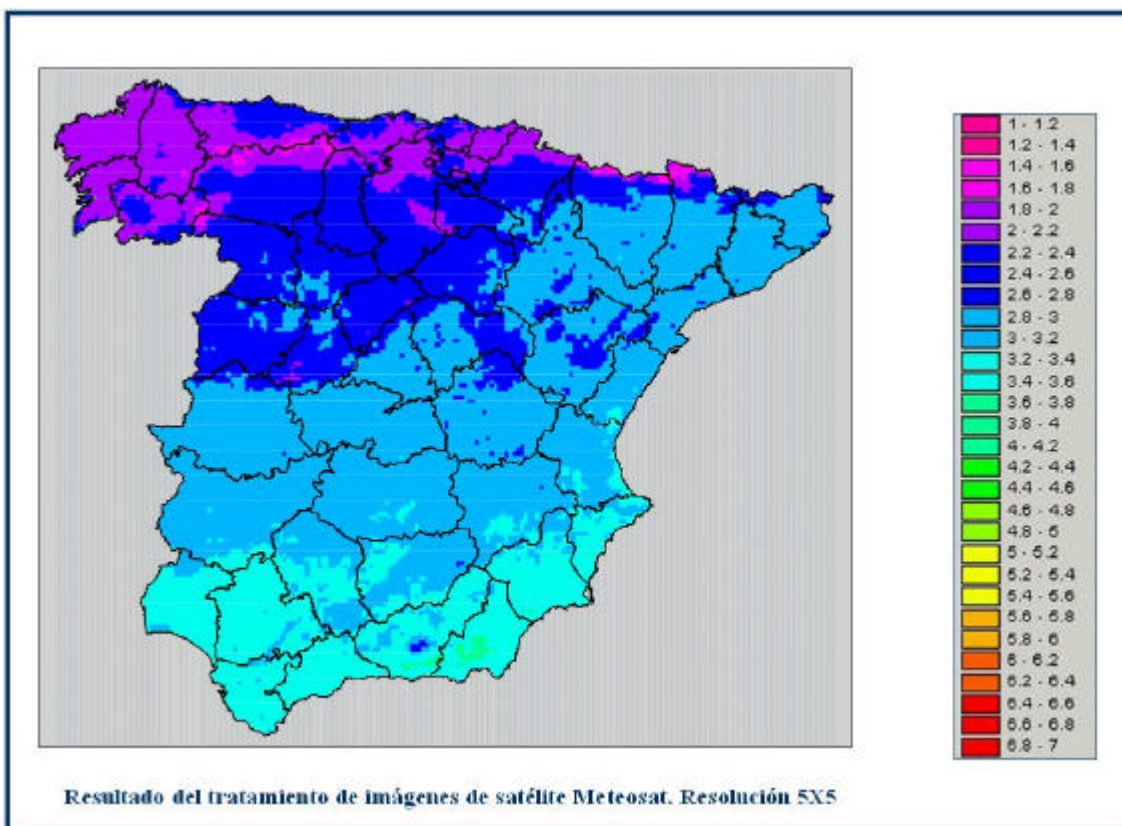 1 - 1.2
1.2 - 1.4
1.4 - 1.6
1.6 - 1.8
1.8 - 2
2 - 2.2
2.2 - 2.4
2.4 - 2.6
2.6 - 2.8
2.8 - 3
3 - 3.2
3.2 - 3.4
3.4 - 3.6
3.6 - 3.8
3.8 - 4
4 - 4.2
4.2 - 4.4
4.4 - 4.6
4.6 - 4.8
4.8 - 5
5 - 5.2
5.2 - 5.4
5.4 - 5.6
5.6 - 5.8
5.8 - 6
6 - 6.2
6.2 - 6.4
6.4 - 6.6
6.6 - 6.8
6.8 - 7
Resultado del tratamiento de imágenes de satélite Meteosat. Resolución 5X5